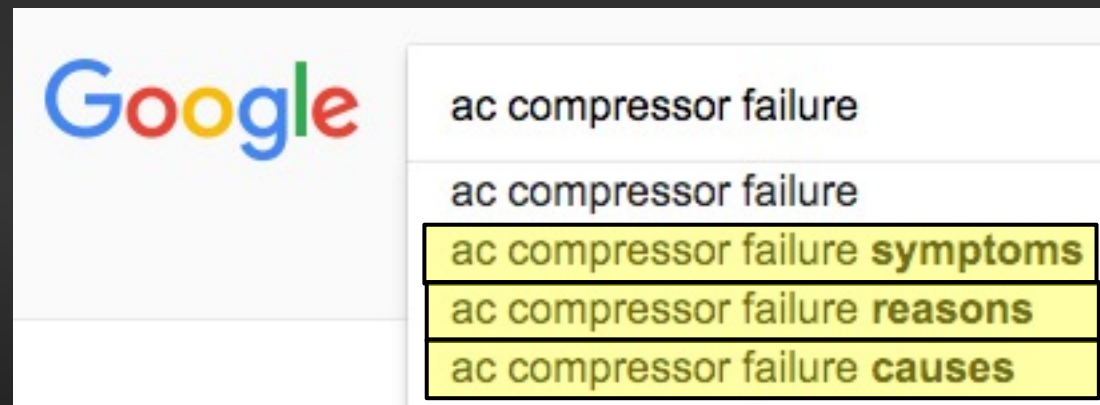 Google
ac compressor failure
ac compressor failure
ac compressor failure symptoms
ac compressor failure reasons
ac compressor failure causes